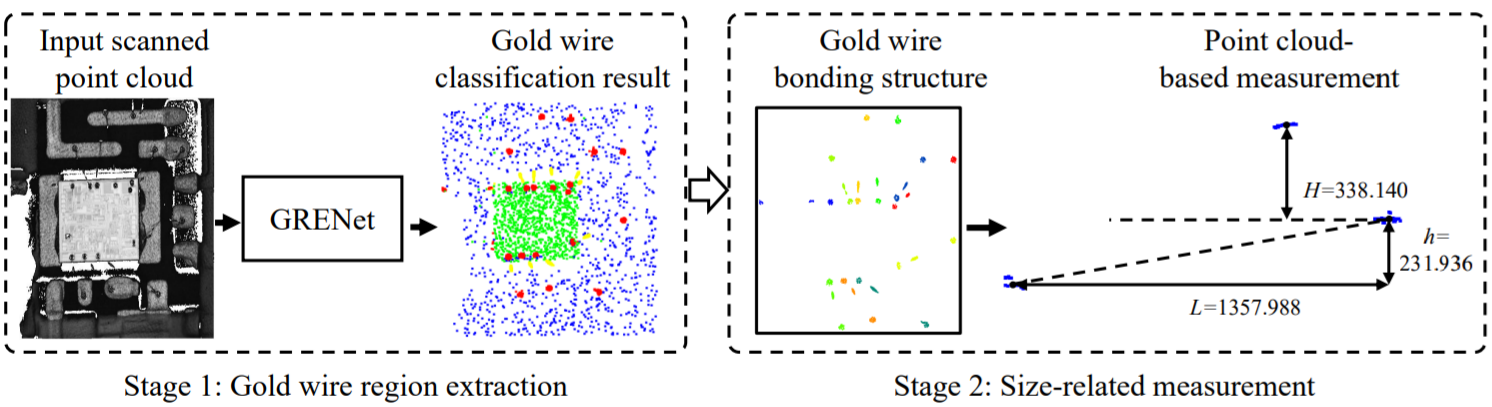 Input scanned
point cloud
Gold wire
classification result
GRENet
Stage 1: Gold wire region extraction
Gold wire
bonding structure
Point cloud-
based measurement
H=338.140
h=
231.936
L=1357.988
Stage 2: Size-related measurement